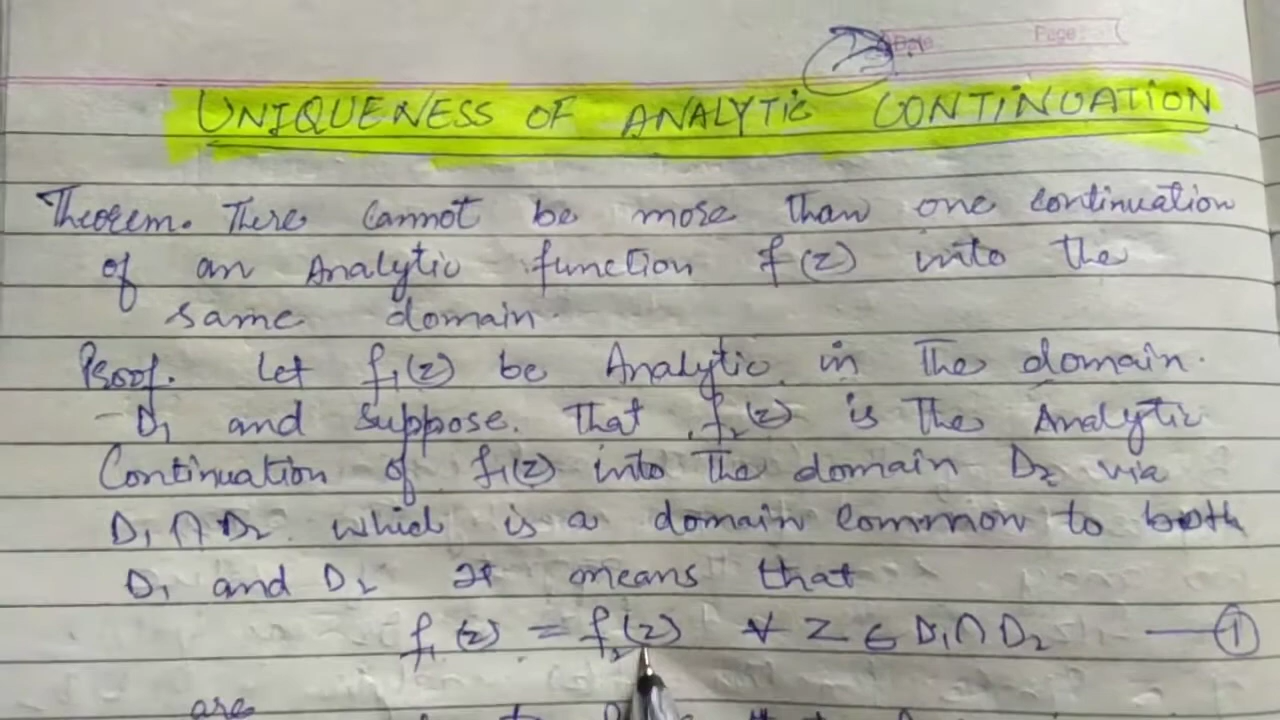 Date Page:
UNIQUENESS OF ANALYTIC CONTINUATION
Theorem. There cannot be more than one continuation
of an Analytic function f(z) into the
same domain.
Proof. Let f₁(z) be Analytic in the domain
D₁ and suppose. That f₂(z) is the Analytic
Continuation of f₁(z) into the domain D₂ via
D₁ ∩ D₂ which is a domain common to both
D₁ and D₂ It means that
f₁(z) = f₂(z) ∀ z ∈ D₁ ∩ D₂ — ①
are